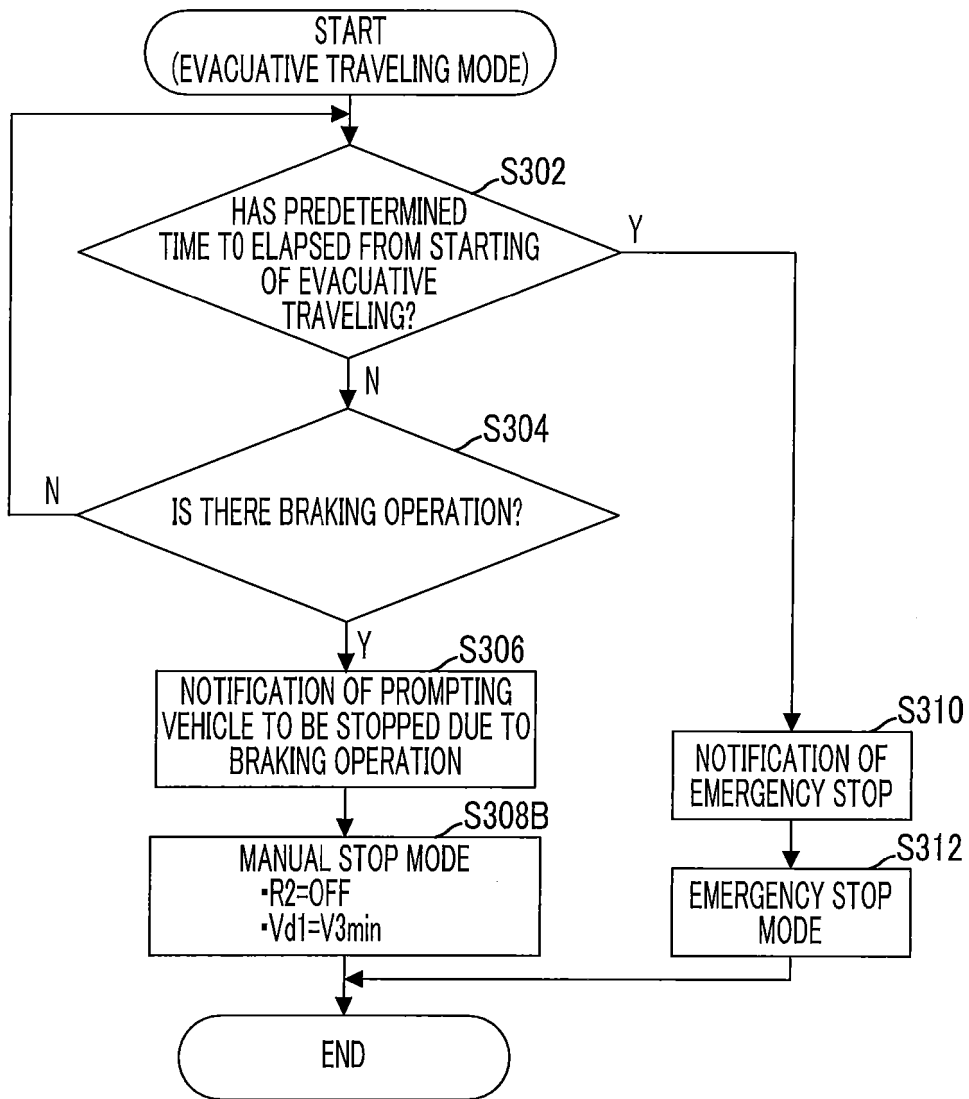 START
(EVACUATIVE TRAVELING MODE)
S302
HAS PREDETERMINED
TIME T0 ELAPSED FROM STARTING
OF EVACUATIVE
TRAVELING?
Y
N
S304
IS THERE BRAKING OPERATION?
N
Y
S306
NOTIFICATION OF PROMPTING
VEHICLE TO BE STOPPED DUE TO
BRAKING OPERATION
S308B
MANUAL STOP MODE
▪R2=OFF
▪Vd1=V3min
S310
NOTIFICATION OF
EMERGENCY STOP
S312
EMERGENCY STOP
MODE
END